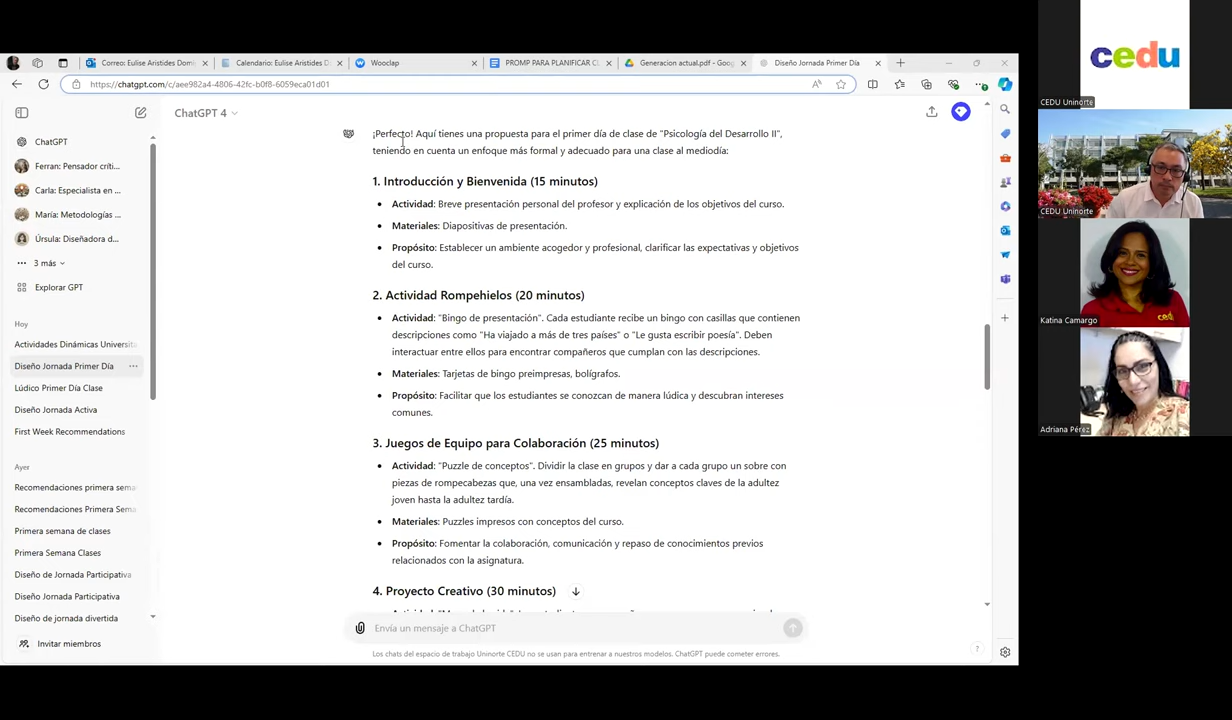 Correo: Eulise Aristides Dom
Calendario: Eulise Aristides D
Wooclap
PROMP PARA PLANIFICAR CL
Generacion actual.pdf - Goog
Diseño Jornada Primer Día
https://chatgpt.com/c/aee982a4-4806-42fc-b0f8-6059eca01d01
ChatGPT 4
ChatGPT
Ferran: Pensador críti...
Carla: Especialista en ...
María: Metodologías ...
Úrsula: Diseñadora d...
3 más
Explorar GPT
Hoy
Actividades Dinámicas Universita
Diseño Jornada Primer Día
Lúdico Primer Día Clase
Diseño Jornada Activa
First Week Recommendations
Ayer
Recomendaciones primera sema
Recomendaciones Primera Sema
Primera semana de clases
Primera Semana Clases
Diseño de Jornada Participativa
Diseño Jornada Participativa
Diseño de jornada divertida
Invitar miembros
¡Perfecto! Aquí tienes una propuesta para el primer día de clase de "Psicología del Desarrollo II",
teniendo en cuenta un enfoque más formal y adecuado para una clase al mediodía:
1. Introducción y Bienvenida (15 minutos)
• Actividad: Breve presentación personal del profesor y explicación de los objetivos del curso.
• Materiales: Diapositivas de presentación.
• Propósito: Establecer un ambiente acogedor y profesional, clarificar las expectativas y objetivos
del curso.
2. Actividad Rompehielos (20 minutos)
• Actividad: "Bingo de presentación". Cada estudiante recibe un bingo con casillas que contienen
descripciones como "Ha viajado a más de tres países" o "Le gusta escribir poesía". Deben
interactuar entre ellos para encontrar compañeros que cumplan con las descripciones.
• Materiales: Tarjetas de bingo preimpresas, bolígrafos.
• Propósito: Facilitar que los estudiantes se conozcan de manera lúdica y descubran intereses
comunes.
3. Juegos de Equipo para Colaboración (25 minutos)
• Actividad: "Puzzle de conceptos". Dividir la clase en grupos y dar a cada grupo un sobre con
piezas de rompecabezas que, una vez ensambladas, revelan conceptos claves de la adultez
joven hasta la adultez tardía.
• Materiales: Puzzles impresos con conceptos del curso.
• Propósito: Fomentar la colaboración, comunicación y repaso de conocimientos previos
relacionados con la asignatura.
4. Proyecto Creativo (30 minutos)
Envía un mensaje a ChatGPT
Los chats del espacio de trabajo Uninorte CEDU no se usan para entrenar a nuestros modelos. ChatGPT puede cometer errores.
cedu
CEDU Uninorte
CEDU Uninorte
Katina Camargo
Adriana Pérez